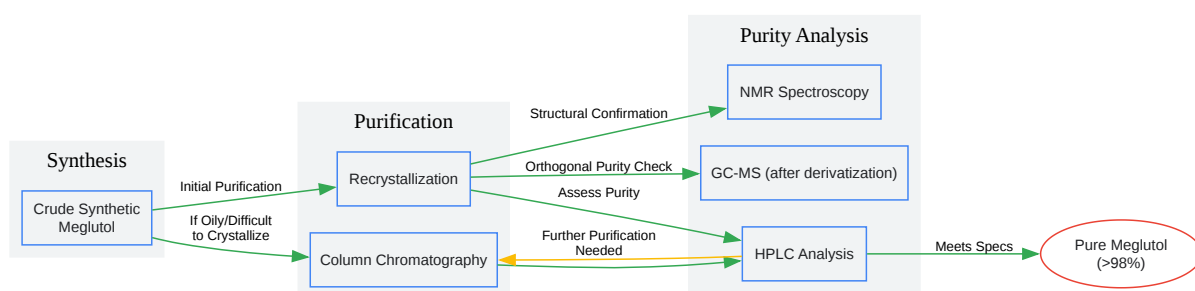 Synthesis
Crude Synthetic
Meglutol
Initial Purification
If Oily/Difficult
to Crystallize
Purification
Recrystallization
Column Chromatography
Structural Confirmation
Orthogonal Purity Check
Assess Purity
Further Purification
Needed
Purity Analysis
NMR Spectroscopy
GC-MS (after derivatization)
HPLC Analysis
Meets Specs
Pure Meglutol
(>98%)